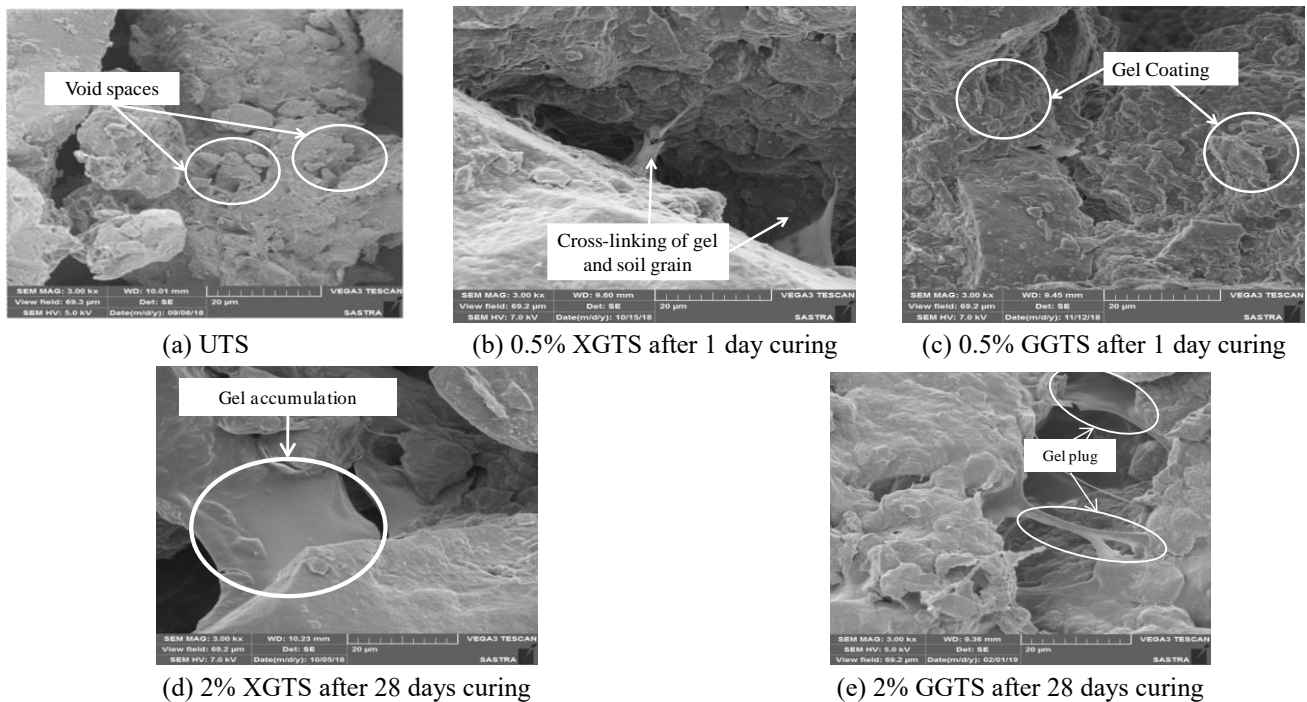 Void spaces
SEM MAG: 3.00 kx WD: 10.01 mm
View field: 69.3 µm Det: SE 20 µm VEGA3 TESCAN
SEM HV: 5.0 kV Date(m/d/y): 09/06/18 SASTRA
(a) UTS
Cross-linking of gel
and soil grain
SEM MAG: 3.00 kx WD: 9.60 mm VEGA3 TESCAN
View field: 69.2 µm Det: SE 20 µm
SEM HV: 7.0 kV Date(m/d/y): 10/15/18 SASTRA
(b) 0.5% XGTS after 1 day curing
Gel Coating
SEM MAG: 3.00 kx WD: 9.45 mm VEGA3 TESCAN
View field: 69.2 µm Det: SE 20 µm
SEM HV: 7.0 kV Date(m/d/y): 11/12/18 SASTRA
(c) 0.5% GGTS after 1 day curing
Gel accumulation
SEM MAG: 3.00 kx WD: 10.23 mm VEGA3 TESCAN
View field: 69.2 µm Det: SE 20 µm
SEM HV: 7.0 kV Date(m/d/y): 10/05/18 SASTRA
(d) 2% XGTS after 28 days curing
Gel plug
SEM MAG: 3.00 kx WD: 9.36 mm VEGA3 TESCAN
View field: 69.2 µm Det: SE 20 µm
SEM HV: 5.0 kV Date(m/d/y): 02/01/19 SASTRA
(e) 2% GGTS after 28 days curing